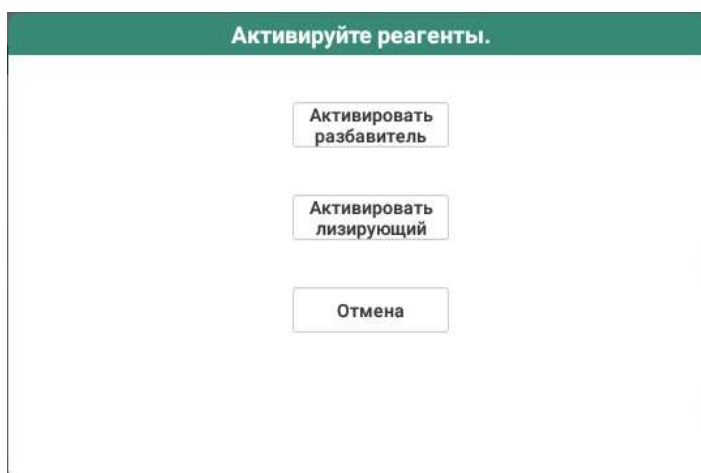 Активируйте реагенты.
Активировать
разбавитель
Активировать
лизирующий
Отмена